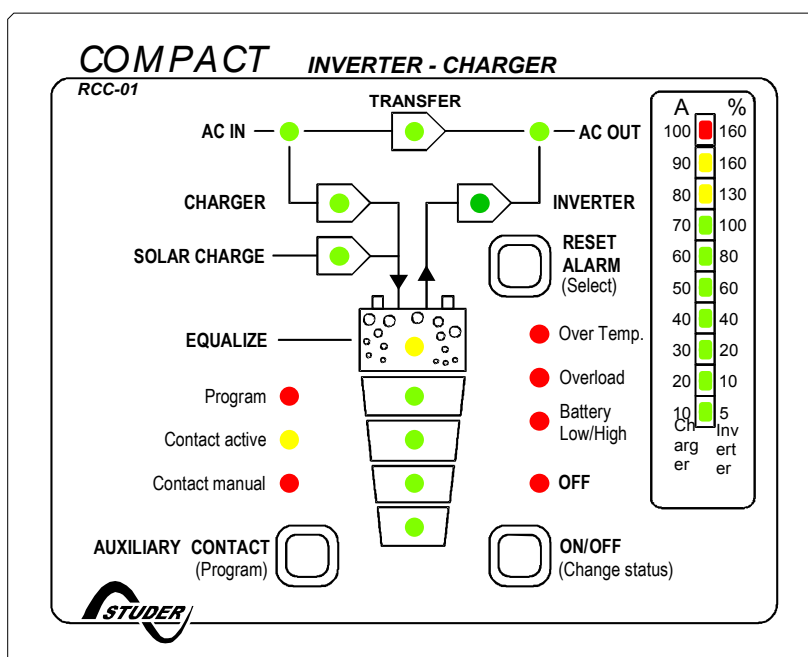 COMPACT INVERTER - CHARGER
RCC-01
TRANSFER
AC IN
AC OUT
CHARGER
INVERTER
SOLAR CHARGE
RESET
ALARM
(Select)
EQUALIZE
Over Temp.
Overload
Battery
Low/High
OFF
Program
Contact active
Contact manual
AUXILIARY CONTACT
(Program)
ON/OFF
(Change status)
A %
100 160
90 160
80 130
70 100
60 80
50 60
40 40
30 20
20 10
10 5
Ch
arg
er
Inv
ert
er
STUDER